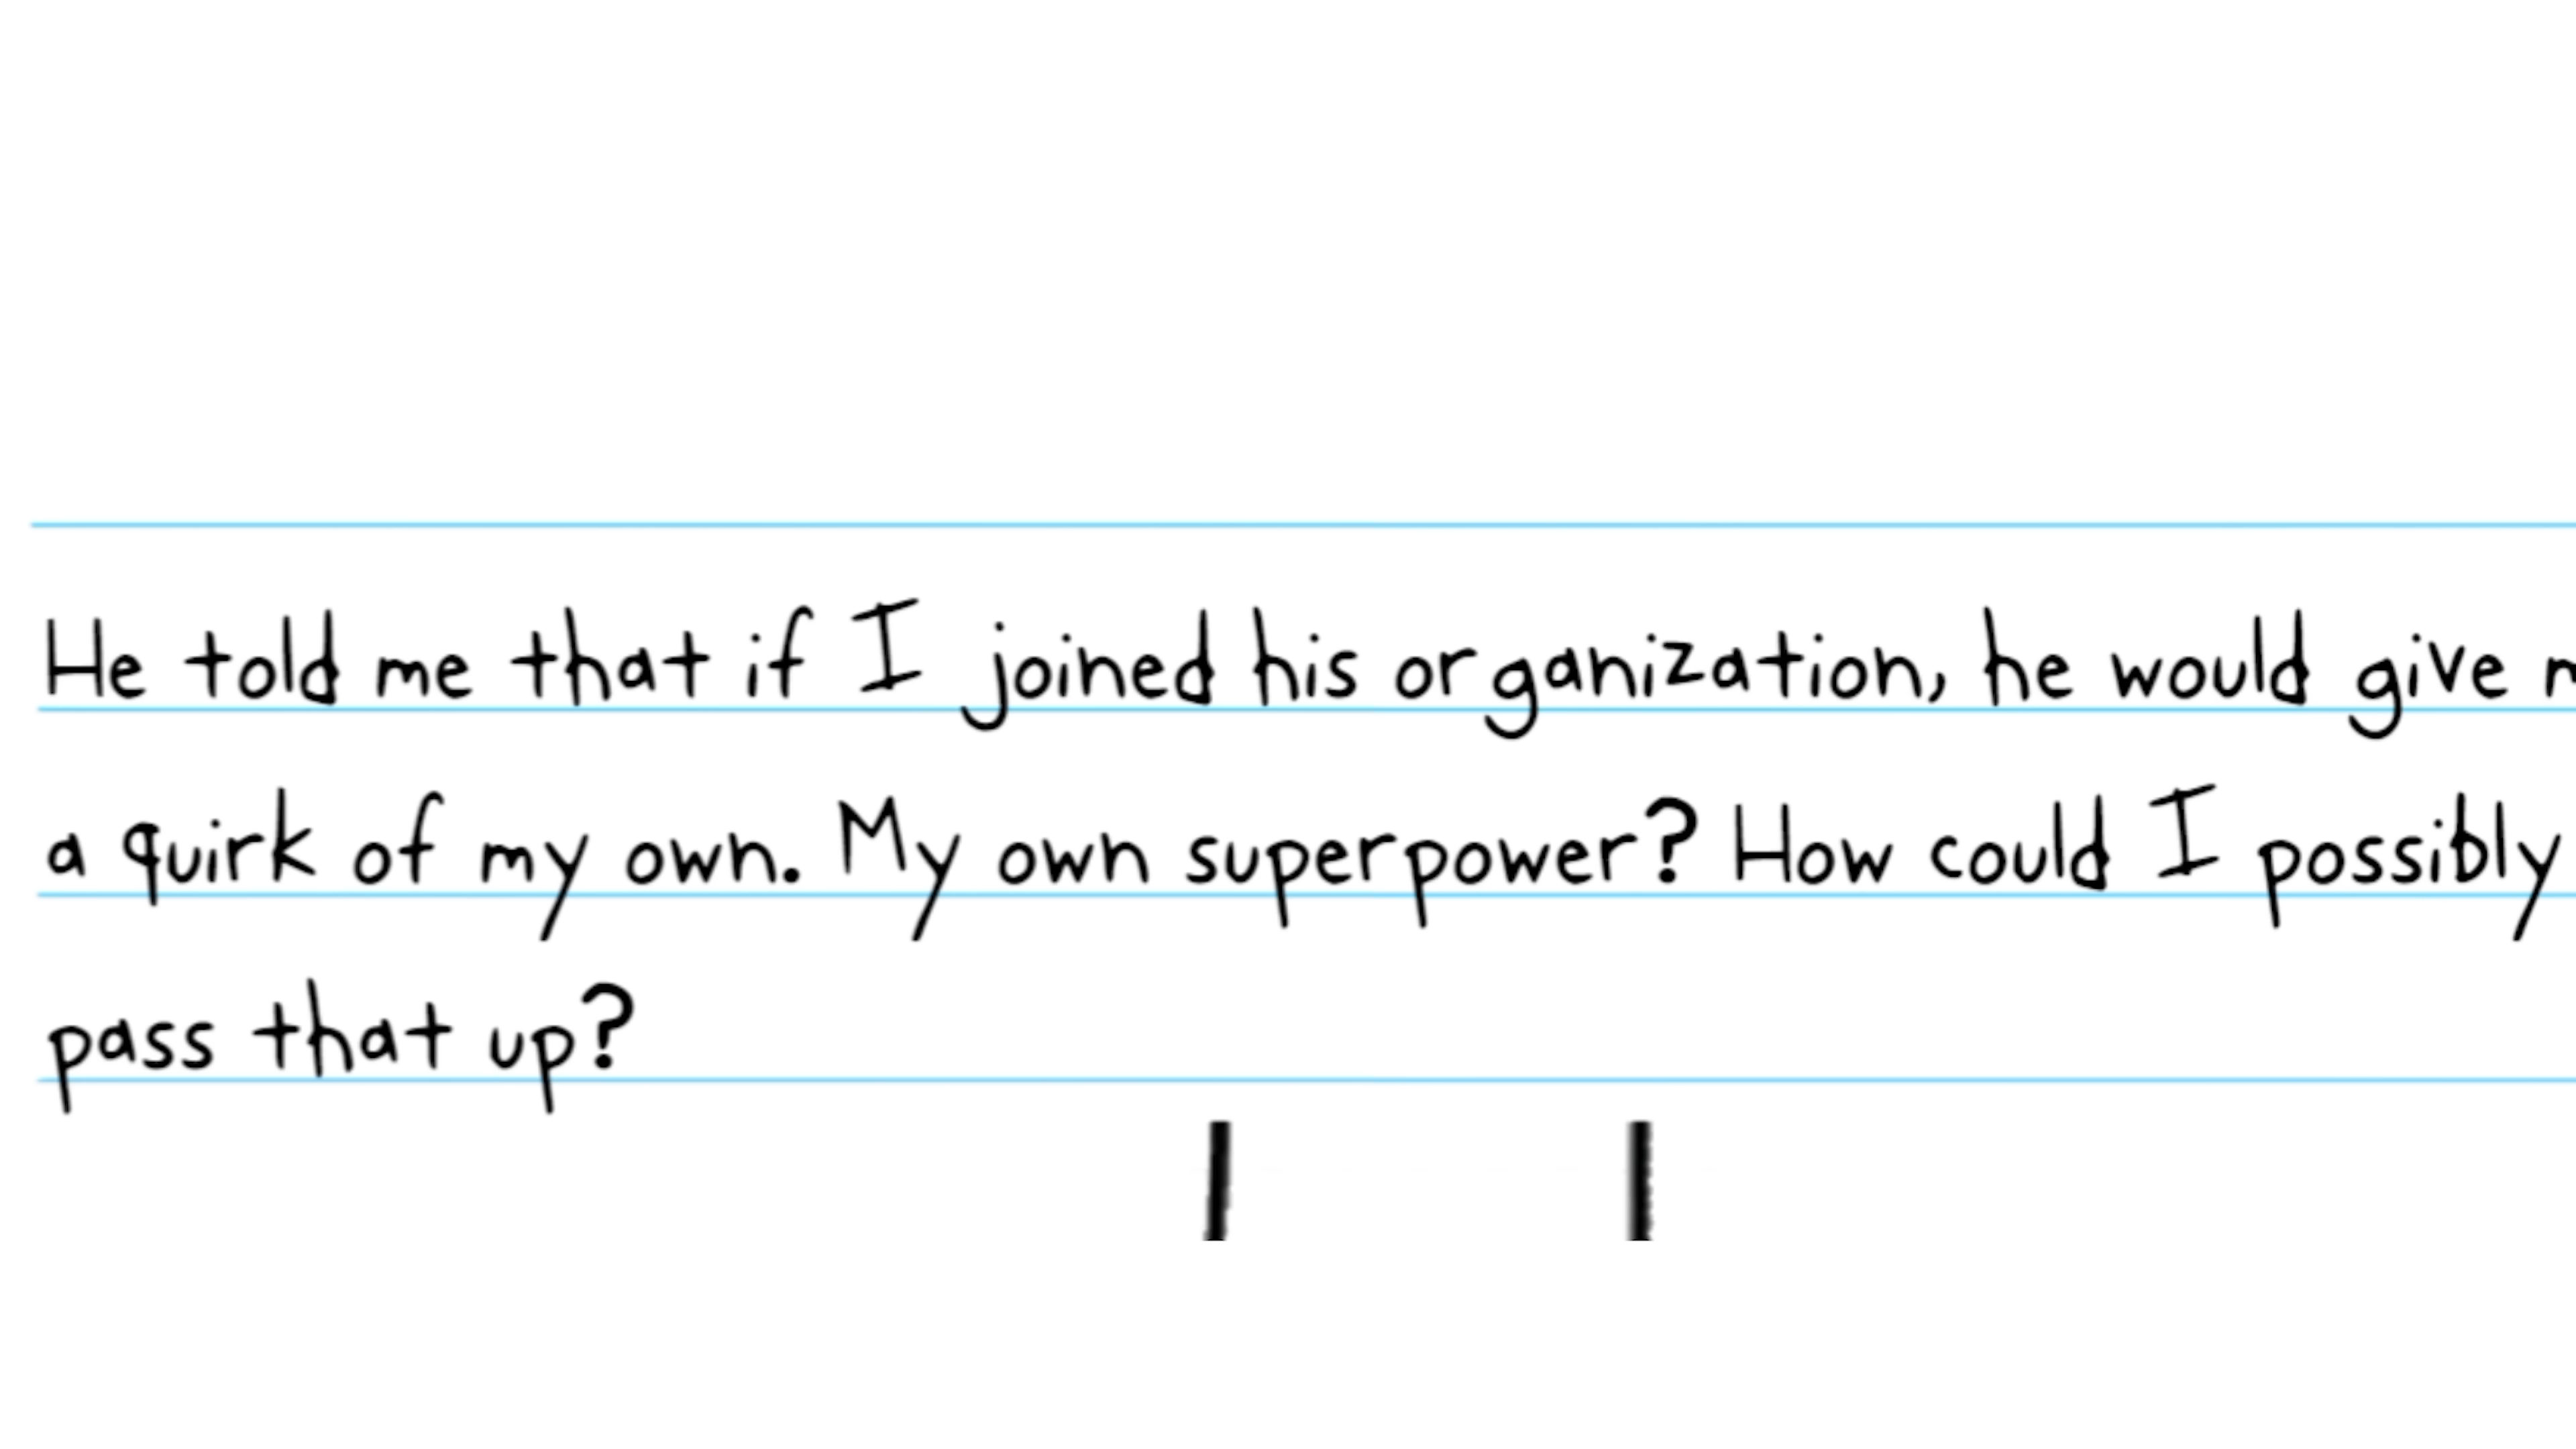 He told me that if I joined his organization, he would give
a quirk of my own. My own superpower? How could I possibly
pass that up?